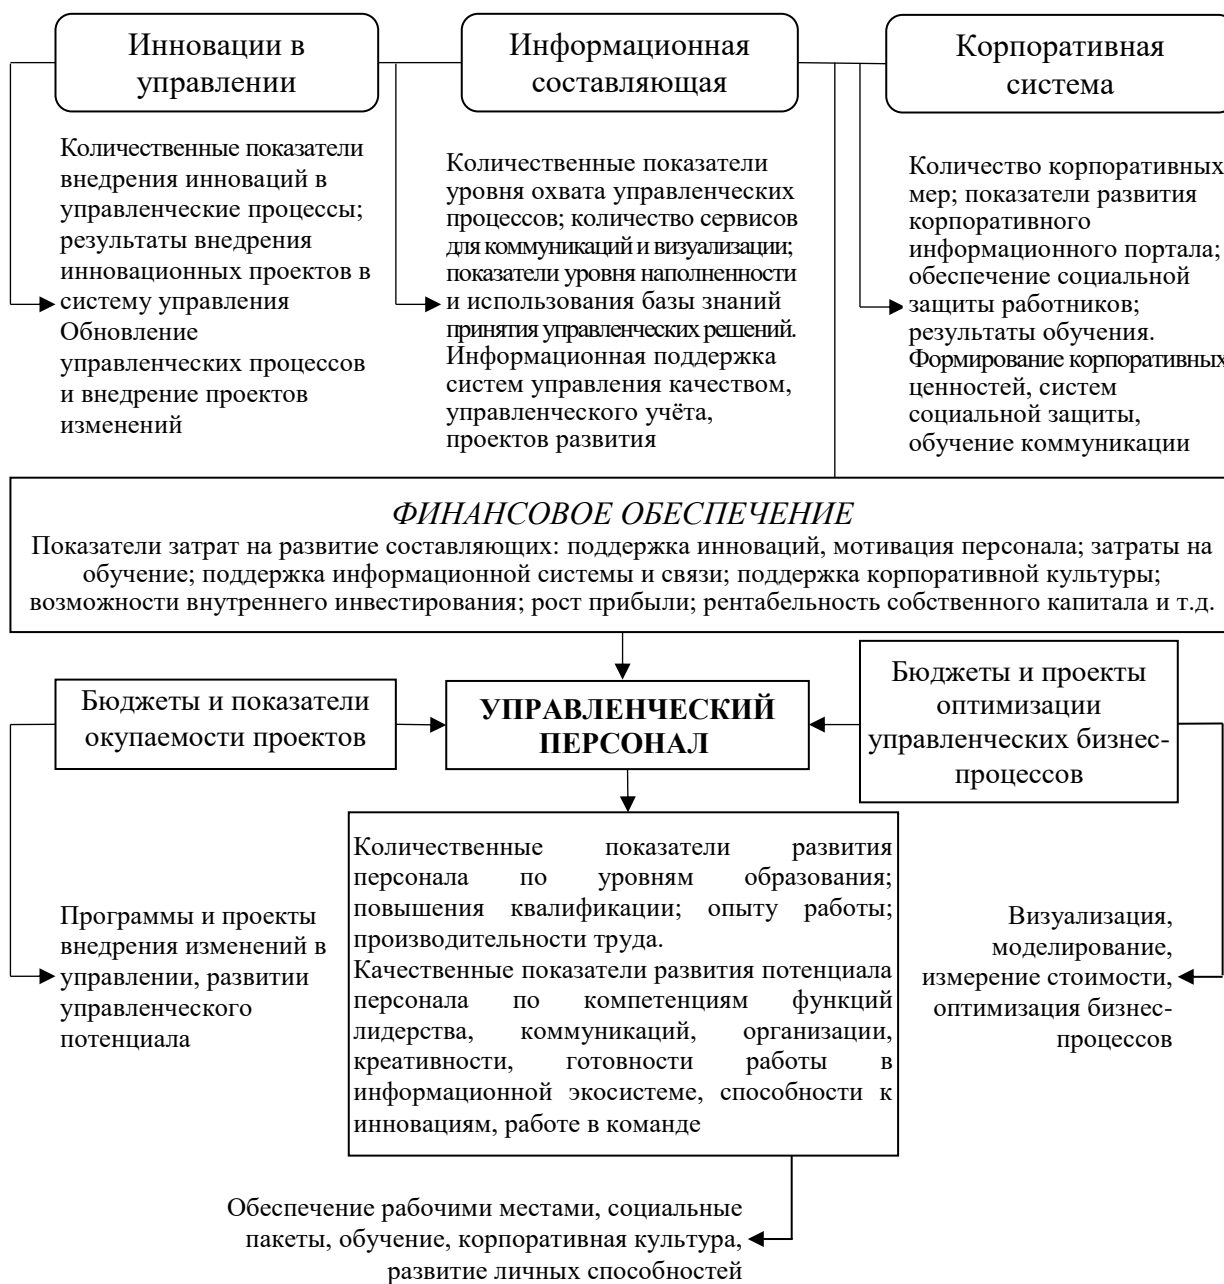 Инновации в
управлении
Информационная
составляющая
Корпоративная
система
Количественные показатели
внедрения инноваций в
управленческие процессы;
результаты внедрения
инновационных проектов в
систему управления
Обновление
управленческих процессов
и внедрение проектов
изменений
Количественные показатели
уровня охвата управленческих
процессов; количество сервисов
для коммуникаций и визуализации;
показатели уровня наполненности
и использования базы знаний
принятия управленческих решений.
Информационная поддержка
систем управления качеством,
управленческого учёта,
проектов развития
Количество корпоративных
мер; показатели развития
корпоративного
информационного портала;
обеспечение социальной
защиты работников;
результаты обучения.
Формирование корпоративных
ценностей, систем
социальной защиты,
обучение коммуникации
ФИНАНСОВОЕ ОБЕСПЕЧЕНИЕ
Показатели затрат на развитие составляющих: поддержка инноваций, мотивация персонала; затраты на
обучение; поддержка информационной системы и связи; поддержка корпоративной культуры;
возможности внутреннего инвестирования; рост прибыли; рентабельность собственного капитала и т.д.
Бюджеты и показатели
окупаемости проектов
УПРАВЛЕНЧЕСКИЙ
ПЕРСОНАЛ
Бюджеты и проекты
оптимизации
управленческих бизнес-
процессов
Программы и проекты
внедрения изменений в
управлении, развитии
управленческого
потенциала
Количественные показатели развития
персонала по уровням образования;
повышения квалификации; опыту работы;
производительности труда.
Качественные показатели развития потенциала
персонала по компетенциям функций
лидерства, коммуникаций, организации,
креативности, готовности работы в
информационной экосистеме, способности к
инновациям, работе в команде
Визуализация,
моделирование,
измерение стоимости,
оптимизация бизнес-
процессов
Обеспечение рабочими местами, социальные
пакеты, обучение, корпоративная культура,
развитие личных способностей